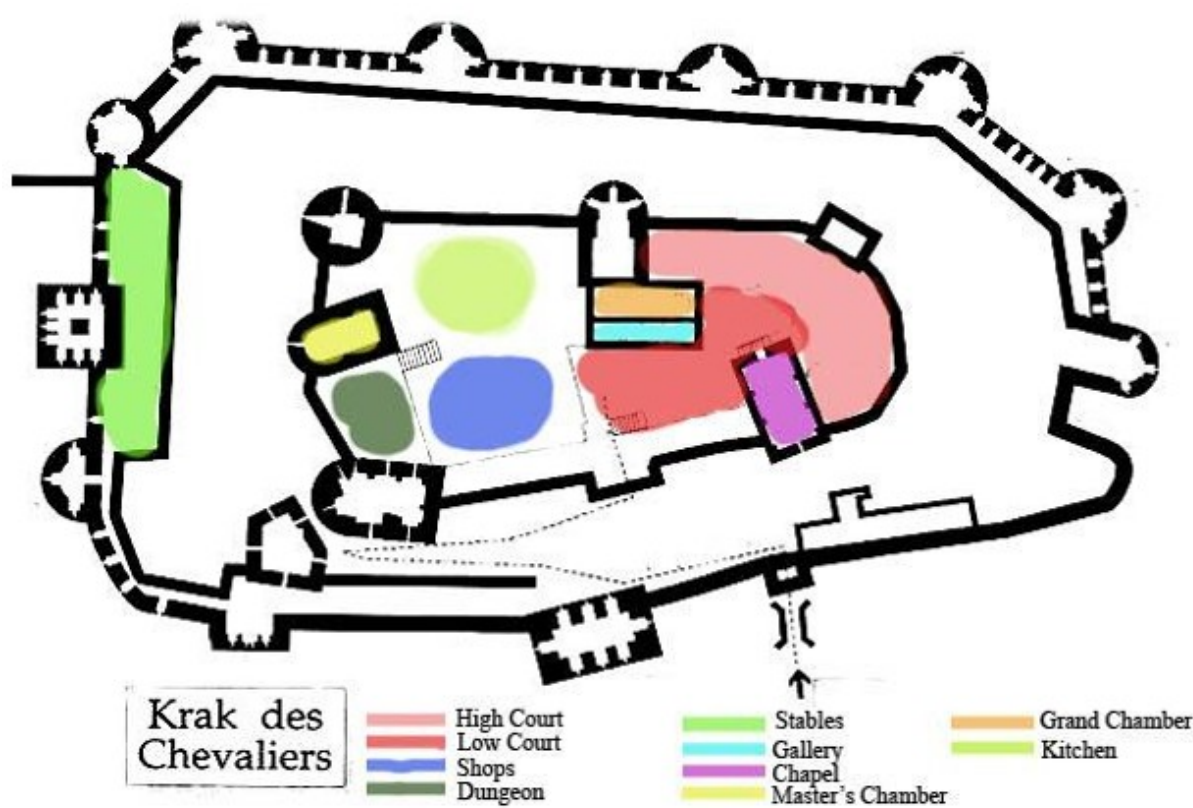 Krak des
Chevaliers
High Court
Low Court
Shops
Dungeon
Stables
Gallery
Chapel
Master's Chamber
Grand Chamber
Kitchen